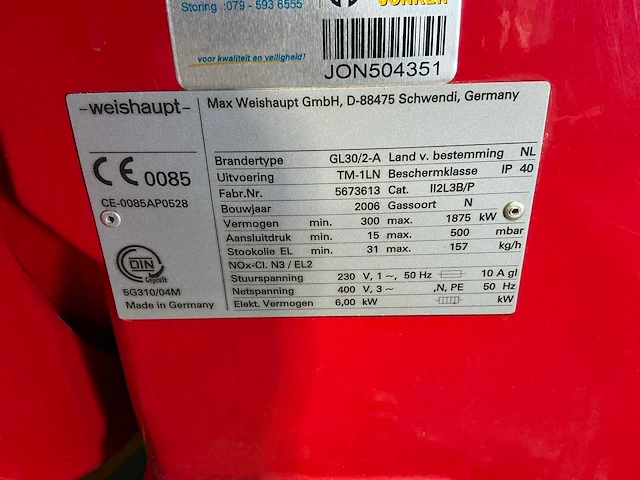 Storing :079 - 593 6555
JONKER
voor kwaliteit en veiligheid!
JON504351
-weishaupt-
Max Weishaupt GmbH, D-88475 Schwendi, Germany
CE 0085
CE-0085AP0528
DIN
Geprüft
5G310/04M
Made in Germany
Brandertype GL30/2-A Land v. bestemming NL
Uitvoering TM-1LN Beschermklasse IP 40
Fabr.Nr. 5673613 Cat. II2L3B/P
Bouwjaar 2006 Gassoort N
Vermogen min. 300 max. 1875 kW
Aansluitdruk min. 15 max. 500 mbar
Stookolie EL min. 31 max. 157 kg/h
NOx-Cl. N3 / EL2
Stuurspanning 230 V, 1 ~, 50 Hz 10 A gl
Netspanning 400 V, 3 ~ ,N, PE 50 Hz
Elekt. Vermogen 6,00 kW kW